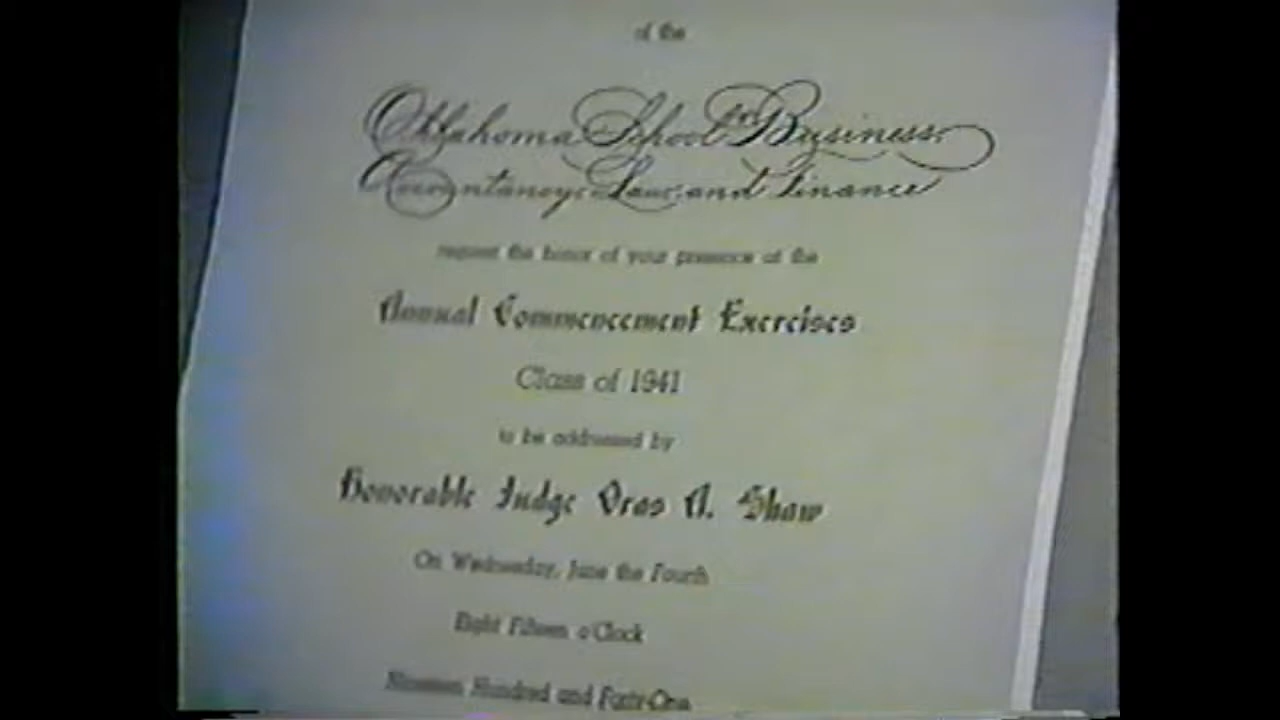 of the
Oklahoma School of Business,
Accountancy, Law, and Finance
request the honor of your presence at the
Annual Commencement Exercises
Class of 1941
to be addressed by
Honorable Judge Oras A. Shaw
On Wednesday, June the Fourth
Eight Fifteen o'Clock
Nineteen Hundred and Forty-One